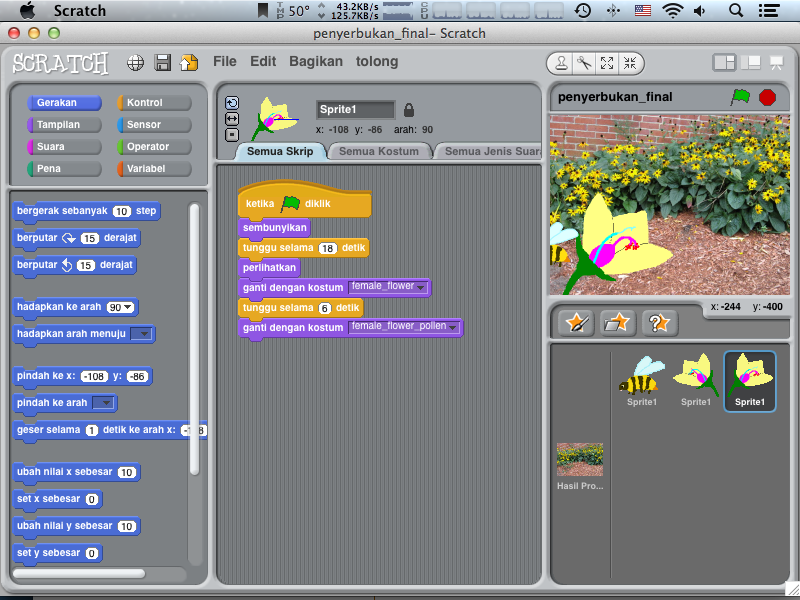 Scratch
TMP 50° 43.2KB/s
125.7KB/s CPU
penyerbukan_final- Scratch
SCRATCH File Edit Bagikan tolong
Gerakan Kontrol
Tampilan Sensor
Suara Operator
Pena Variabel
bergerak sebanyak 10 step
berputar 15 derajat
berputar 15 derajat
hadapkan ke arah 90
hadapkan arah menuju
pindah ke x: -108 y: -86
pindah ke arah
geser selama 1 detik ke arah x: -108
ubah nilai x sebesar 10
set x sebesar 0
ubah nilai y sebesar 10
set y sebesar 0
Sprite1
x: -108 y: -86 arah: 90
Semua Skrip Semua Kostum Semua Jenis Suar
ketika diklik
sembunyikan
tunggu selama 18 detik
perlihatkan
ganti dengan kostum female_flower
tunggu selama 6 detik
ganti dengan kostum female_flower_pollen
penyerbukan_final
x: -244 y: -400
Sprite1 Sprite1 Sprite1
Hasil Pro...